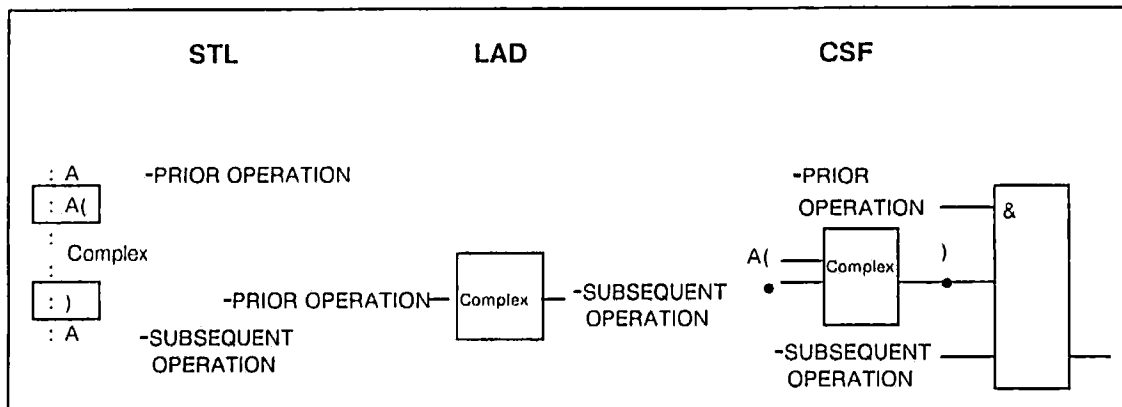 STL LAD CSF
: A -PRIOR OPERATION
: A(
:
Complex
:
: )
: A -SUBSEQUENT
OPERATION
-PRIOR OPERATION Complex -SUBSEQUENT
OPERATION
-PRIOR
OPERATION
&
A( Complex )
-SUBSEQUENT
OPERATION